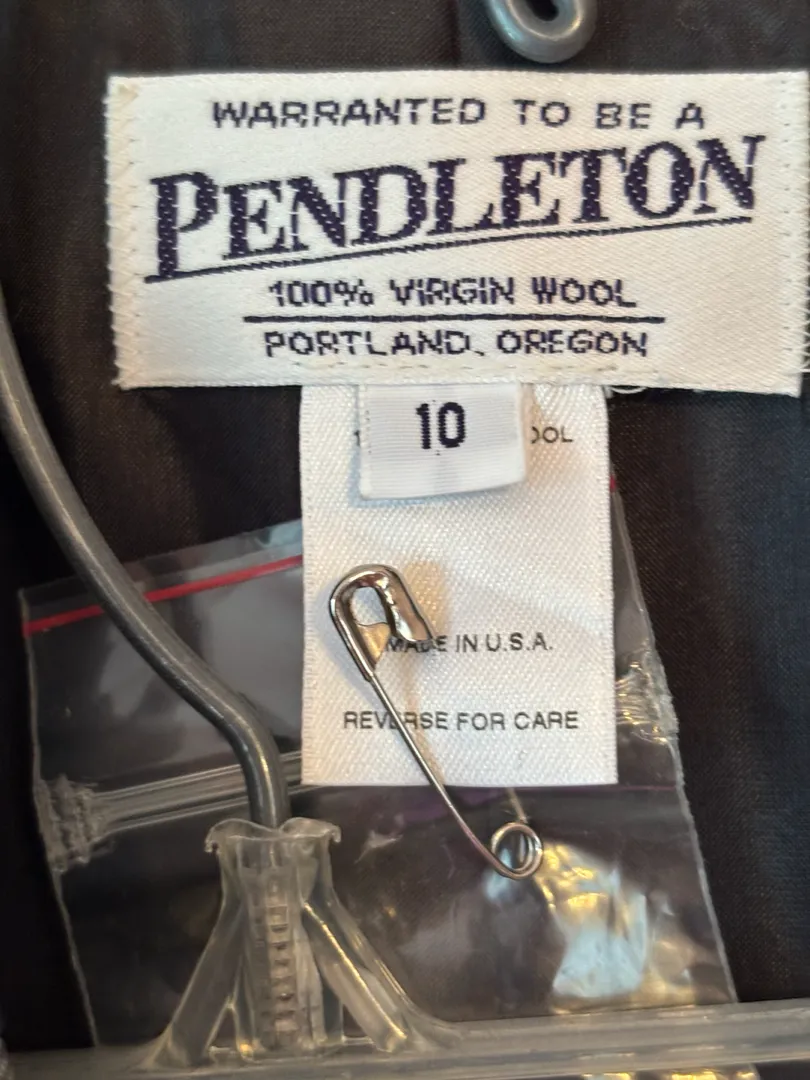 WARRANTED TO BE A
PENDLETON
100% VIRGIN WOOL
PORTLAND, OREGON
10
MADE IN U.S.A.
REVERSE FOR CARE